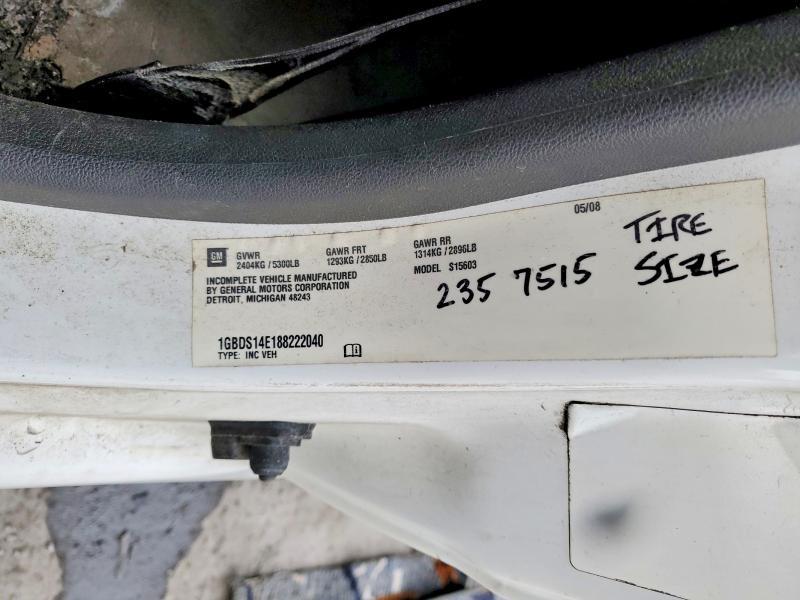 05/08
GM
GVWR
2404KG / 5300LB
GAWR FRT
1293KG / 2850LB
GAWR RR
1314KG / 2896LB
MODEL S15603
INCOMPLETE VEHICLE MANUFACTURED
BY GENERAL MOTORS CORPORATION
DETROIT, MICHIGAN 48243
TIRE
235 7515 SIZE
1GBDS14E188222040
TYPE: INC VEH